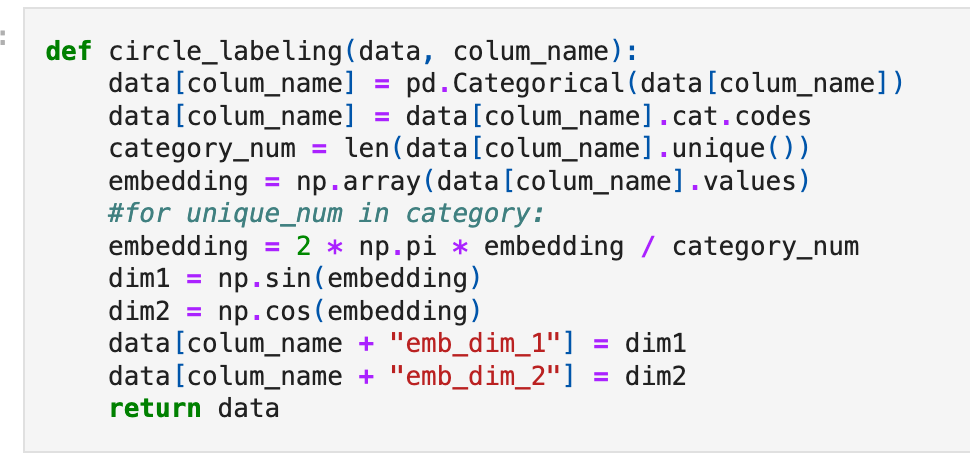 :
def circle_labeling(data, colum_name):
    data[colum_name] = pd.Categorical(data[colum_name])
    data[colum_name] = data[colum_name].cat.codes
    category_num = len(data[colum_name].unique())
    embedding = np.array(data[colum_name].values)
    #for unique_num in category:
    embedding = 2 * np.pi * embedding / category_num
    dim1 = np.sin(embedding)
    dim2 = np.cos(embedding)
    data[colum_name + "emb_dim_1"] = dim1
    data[colum_name + "emb_dim_2"] = dim2
    return data